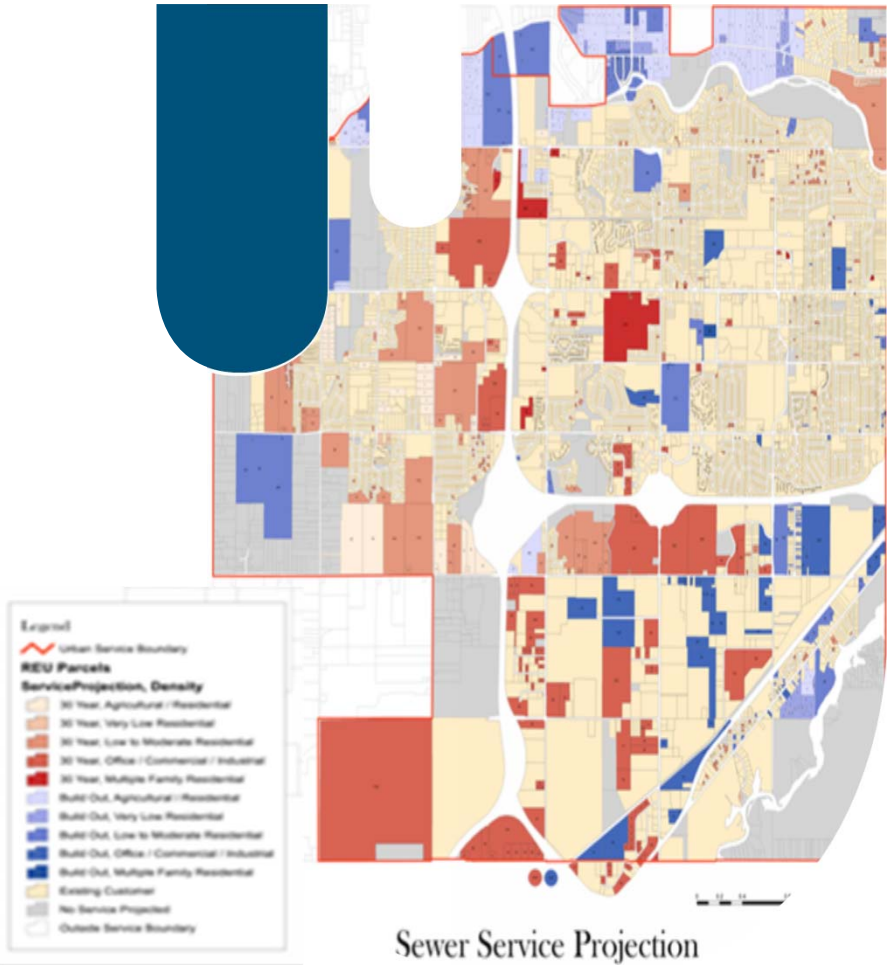 Legend
Urban Service Boundary
REU Parcels
ServiceProjection, Density
30 Year, Agricultural / Residential
30 Year, Very Low Residential
30 Year, Low to Moderate Residential
30 Year, Office / Commercial / Industrial
30 Year, Multiple Family Residential
Build Out, Agricultural / Residential
Build Out, Very Low Residential
Build Out, Low to Moderate Residential
Build Out, Office / Commercial / Industrial
Build Out, Multiple Family Residential
Existing Customer
No Service Projected
Outside Service Boundary
Sewer Service Projection